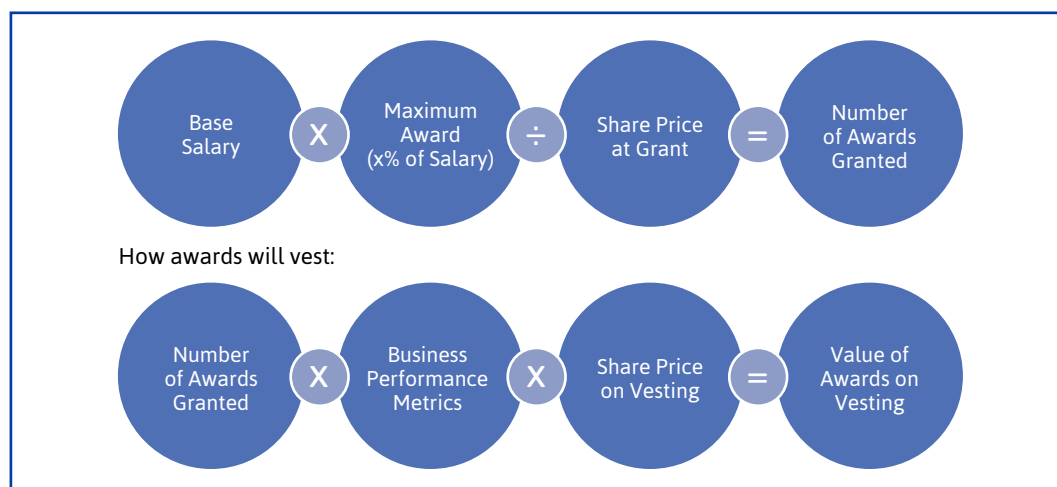 Base
Salary
X
Maximum
Award
(x% of Salary)
÷
Share Price
at Grant
=
Number
of Awards
Granted
How awards will vest:
Number
of Awards
Granted
X
Business
Performance
Metrics
X
Share Price
on Vesting
=
Value of
Awards on
Vesting